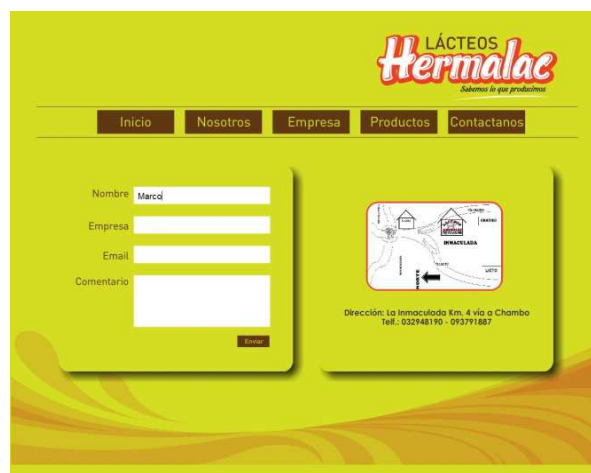 LÁCTEOS
Hermalac
Sabemos lo que producimos
Inicio Nosotros Empresa Productos Contactanos
Nombre Marco
Empresa
Email
Comentario
Enviar
INMACULADA
LICTO
NORTE
Dirección: La Inmaculada Km. 4 vía a Chambo
Telf.: 032948190 - 093791887